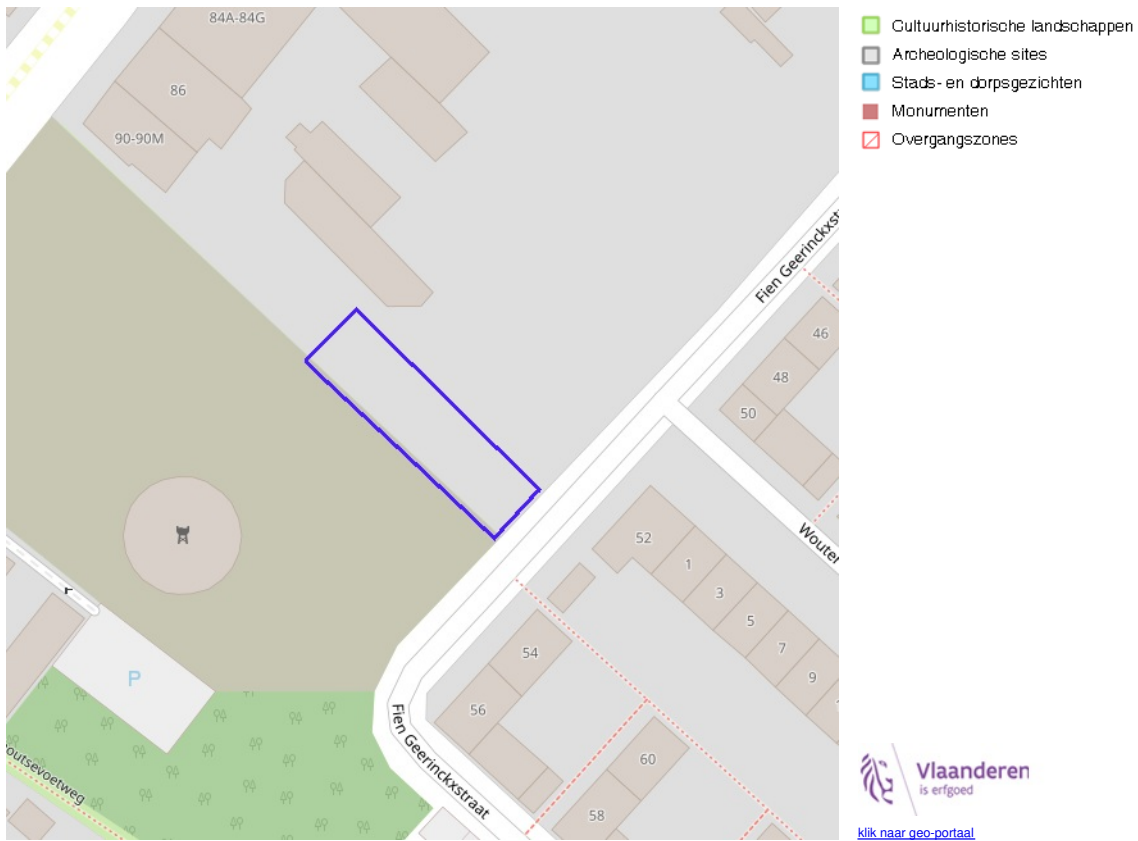 84A-84G
86
90-90M
Fien Geerinckxstr
46
48
50
Wouter
52
1
3
5
7
9
54
56
P
Fien Geerinckxstraat
60
58
outsevoetweg
Cultuurhistorische landschappen
Archeologische sites
Stads- en dorpsgezichten
Monumenten
Overgangszones
Vlaanderen
is erfgoed
klik naar geo-portaal